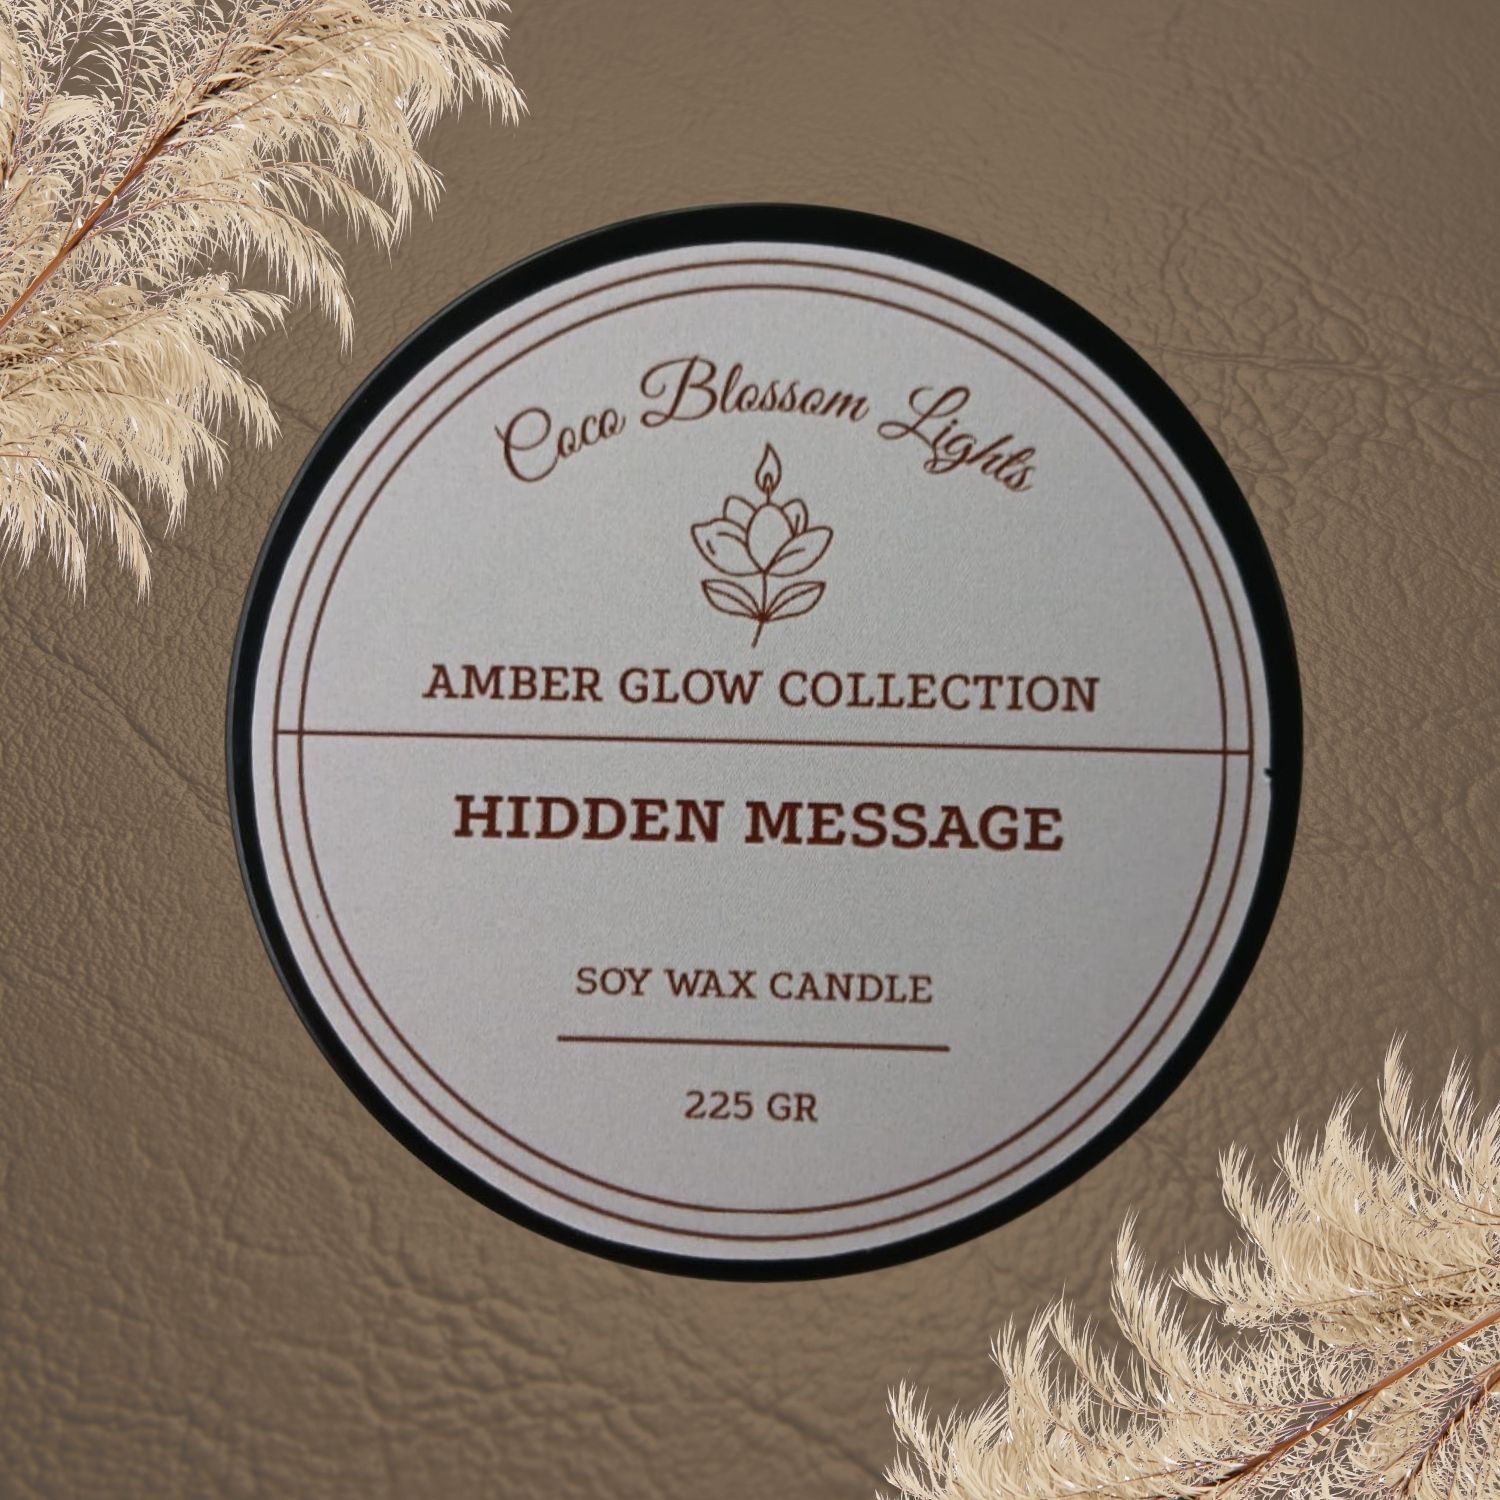 Coco Blossom Lights
AMBER GLOW COLLECTION
HIDDEN MESSAGE
SOY WAX CANDLE
225 GR